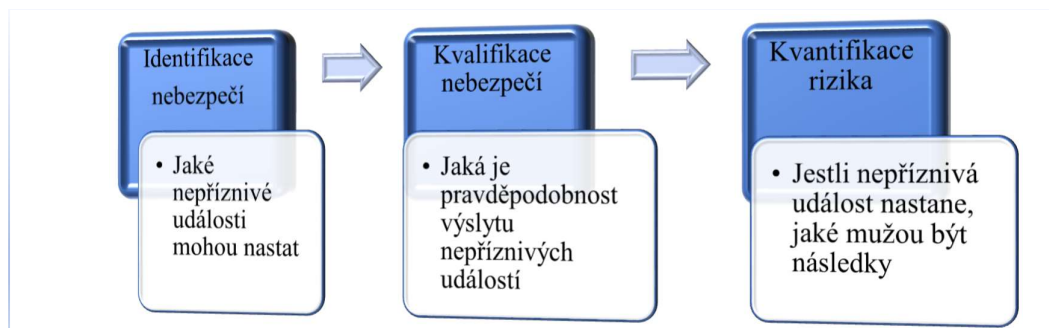 Identifikace
nebezpečí
• Jaké
nepříznivé
události
mohou nastat
Kvalifikace
nebezpečí
• Jaká je
pravděpodobnost
výslytu
nepříznivých
událostí
Kvantifikace
rizika
• Jestli nepříznivá
událost nastane,
jaké mužou být
následky